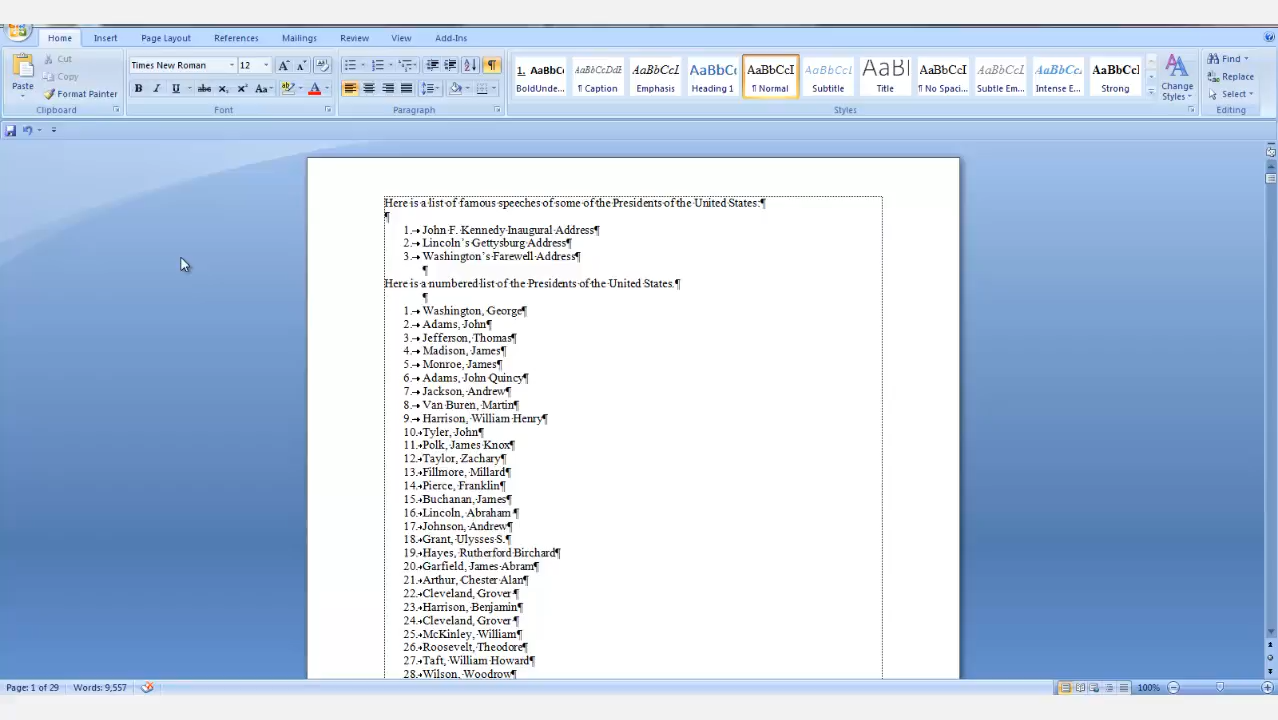 Home Insert Page Layout References Mailings Review View Add-Ins
Cut
Copy
Format Painter
Paste
Clipboard
Times New Roman 12
Font
Paragraph
1. AaBbC AaBbCcDdE AaBbCcI AaBbC AaBbCcI AaBbCcI AaBI AaBbCcI AaBbCcI AaBbCc AaBbCcI
BoldUnde... ¶ Caption Emphasis Heading 1 ¶ Normal Subtitle Title ¶ No Spaci... Subtle Em... Intense E... Strong
Change Styles
Styles
Find
Replace
Select
Editing
Here is a list of famous speeches of some of the Presidents of the United States:¶
¶
1. John F. Kennedy Inaugural Address¶
2. Lincoln's Gettysburg Address¶
3. Washington's Farewell Address¶
¶
Here is a numbered list of the Presidents of the United States.¶
¶
1. Washington, George¶
2. Adams, John¶
3. Jefferson, Thomas¶
4. Madison, James¶
5. Monroe, James¶
6. Adams, John Quincy¶
7. Jackson, Andrew¶
8. Van Buren, Martin¶
9. Harrison, William Henry¶
10. Tyler, John¶
11. Polk, James Knox¶
12. Taylor, Zachary¶
13. Fillmore, Millard¶
14. Pierce, Franklin¶
15. Buchanan, James¶
16. Lincoln, Abraham ¶
17. Johnson, Andrew¶
18. Grant, Ulysses S.¶
19. Hayes, Rutherford Birchard¶
20. Garfield, James Abram¶
21. Arthur, Chester Alan¶
22. Cleveland, Grover ¶
23. Harrison, Benjamin¶
24. Cleveland, Grover ¶
25. McKinley, William¶
26. Roosevelt, Theodore¶
27. Taft, William Howard¶
28. Wilson, Woodrow¶
Page: 1 of 29 Words: 9,557 100%